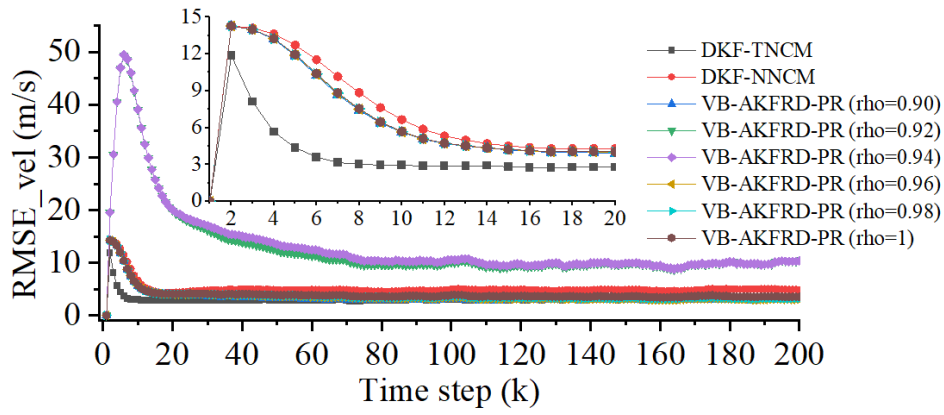 15
12
9
6
3
0
2 4 6 8 10 12 14 16 18 20
50
40
30
20
10
0
RMSE_vel (m/s)
0 20 40 60 80 100 120 140 160 180 200
Time step (k)
DKF-TNCM
DKF-NNCM
VB-AKFRD-PR (rho=0.90)
VB-AKFRD-PR (rho=0.92)
VB-AKFRD-PR (rho=0.94)
VB-AKFRD-PR (rho=0.96)
VB-AKFRD-PR (rho=0.98)
VB-AKFRD-PR (rho=1)